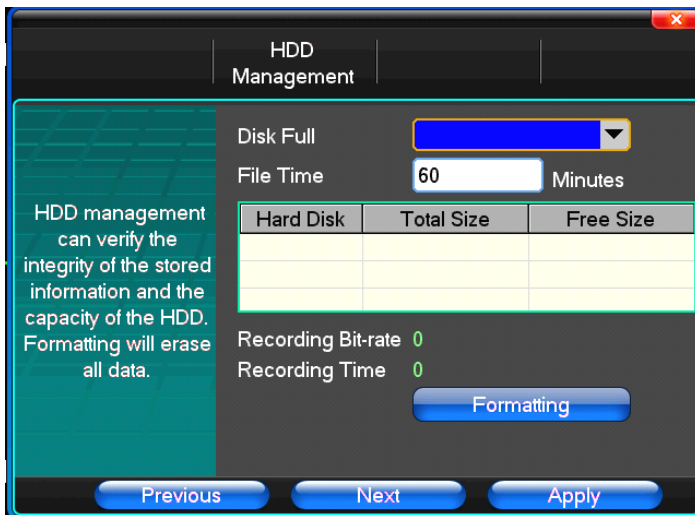 HDD
Management
Disk Full
File Time 60 Minutes
HDD management
can verify the
integrity of the stored
information and the
capacity of the HDD.
Formatting will erase
all data.
Hard Disk Total Size Free Size
Recording Bit-rate 0
Recording Time 0
Formatting
Previous Next Apply